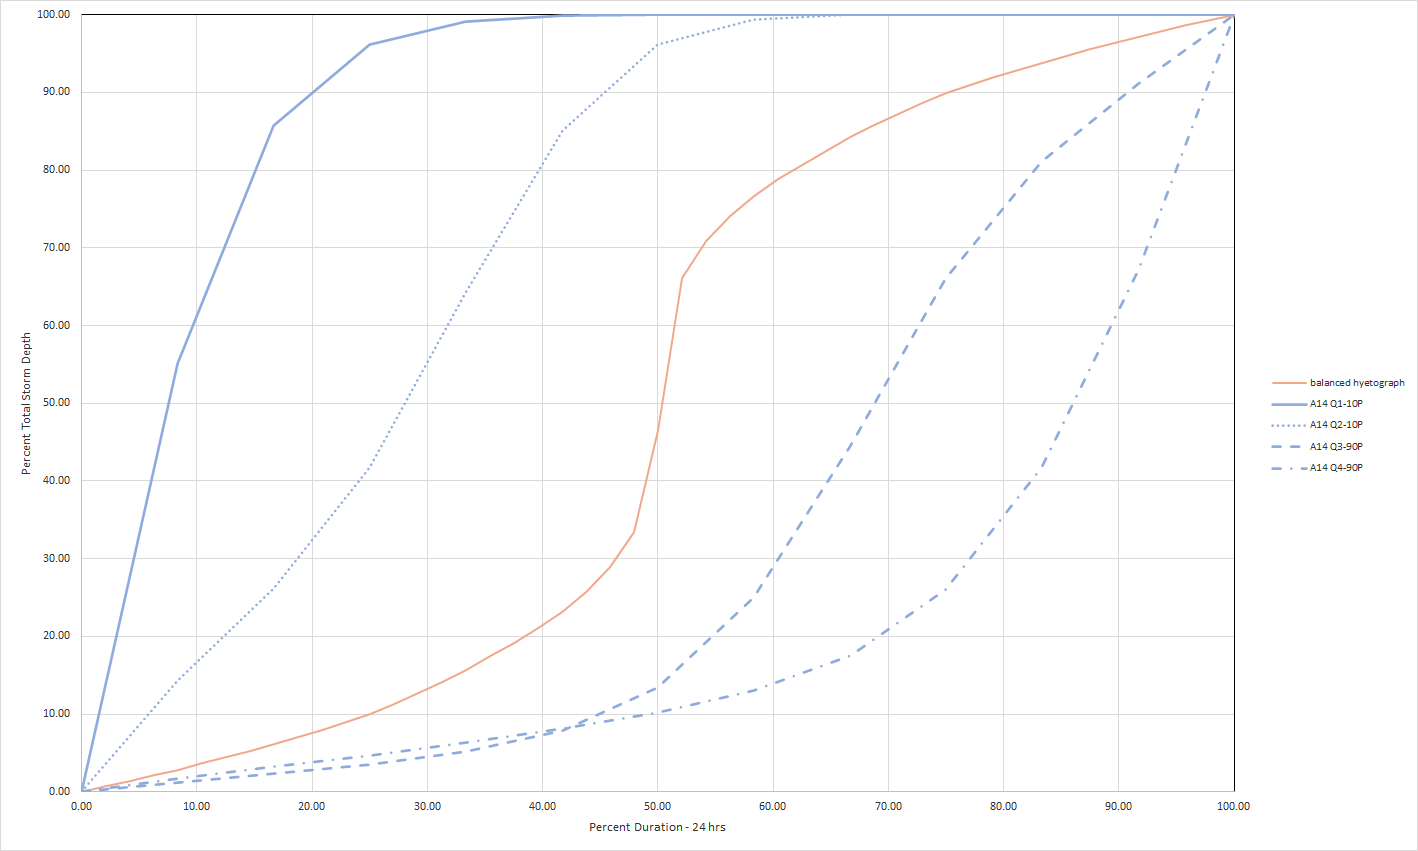 100.00
90.00
80.00
70.00
60.00
50.00
40.00
30.00
20.00
10.00
0.00
Percent Total Storm Depth
0.00 10.00 20.00 30.00 40.00 50.00 60.00 70.00 80.00 90.00 100.00
Percent Duration - 24 hrs
balanced hyetograph
A14 Q1-10P
A14 Q2-10P
A14 Q3-90P
A14 Q4-90P